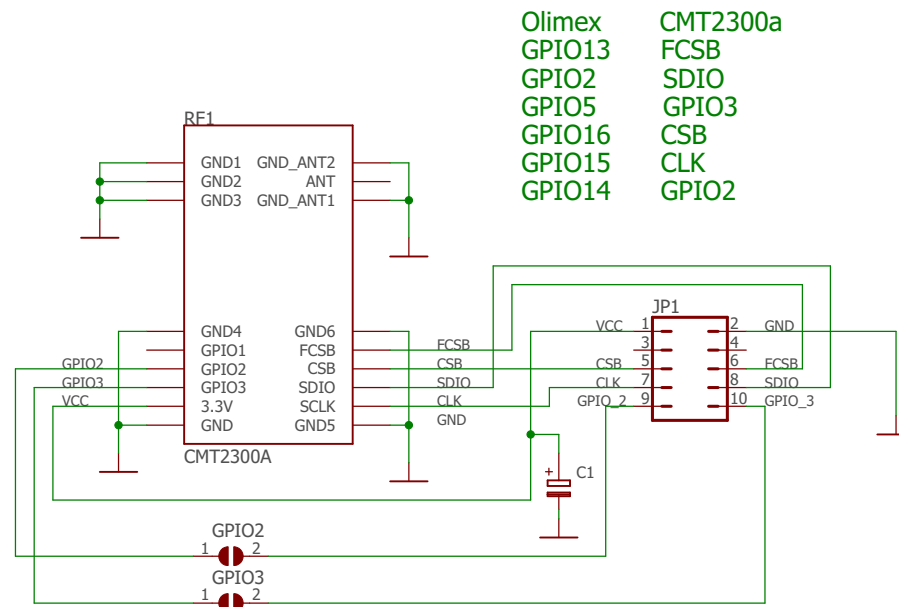 Olimex CMT2300a
GPIO13 FCSB
GPIO2 SDIO
GPIO5 GPIO3
GPIO16 CSB
GPIO15 CLK
GPIO14 GPIO2
RF1
GND1 GND_ANT2
GND2 ANT
GND3 GND_ANT1
GND4 GND6
GPIO1 FCSB FCSB
GPIO2 GPIO2 CSB CSB
GPIO3 GPIO3 SDIO SDIO
VCC 3.3V SCLK CLK
GND GND5 GND
CMT2300A
JP1
VCC 1 2 GND
3 4
CSB 5 6 FCSB
CLK 7 8 SDIO
GPIO_2 9 10 GPIO_3
+ C1
GPIO2
1 2
GPIO3
1 2